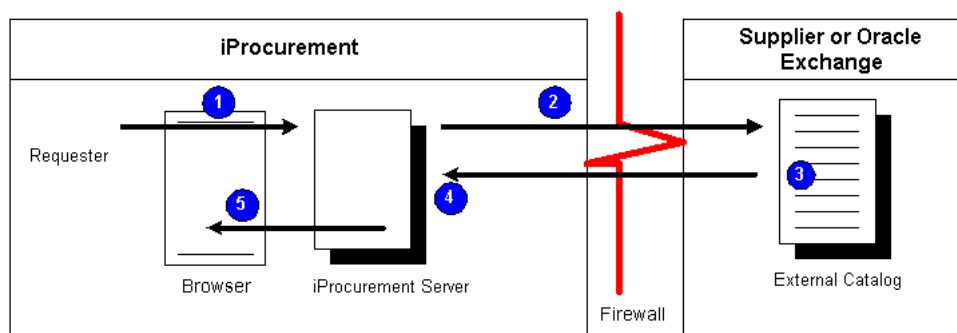 iProcurement
Supplier or Oracle
Exchange
1
2
Requester
3
4
5
Browser
iProcurement Server
External Catalog
Firewall